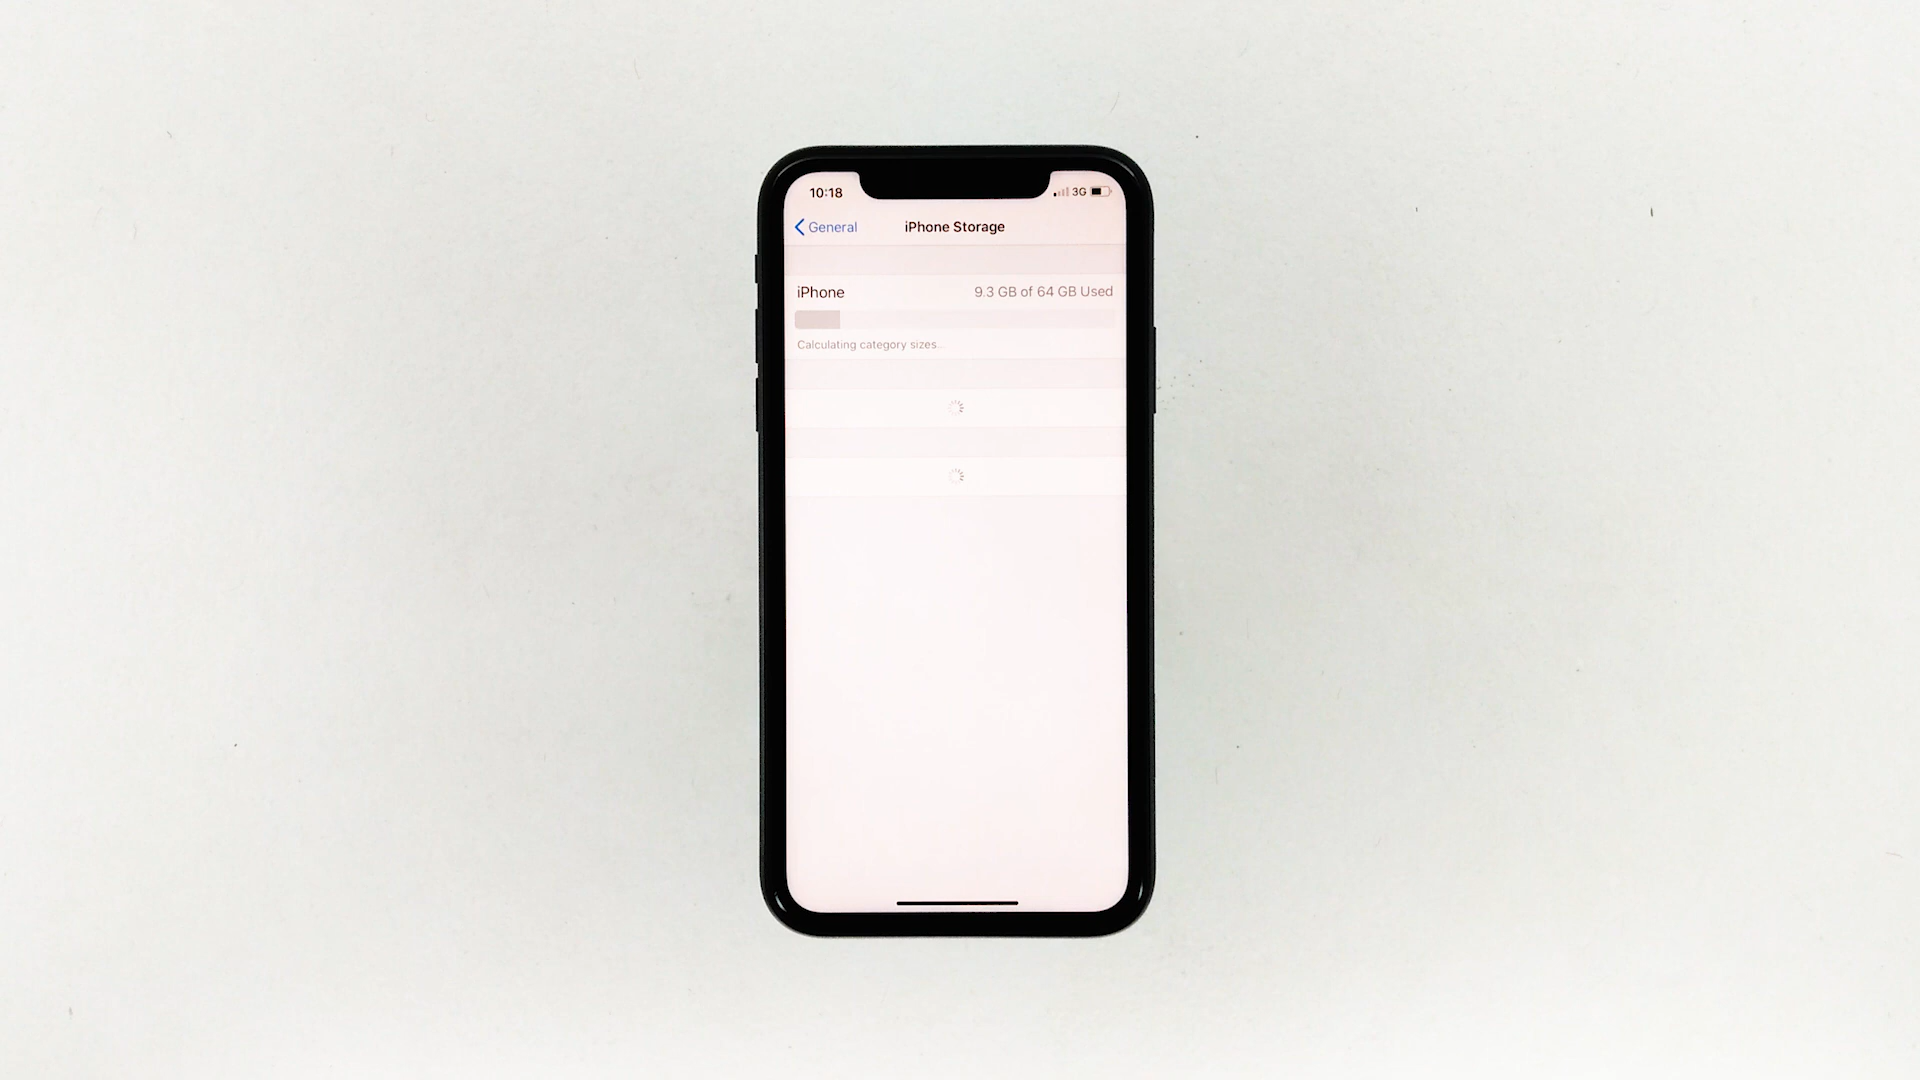 10:18 3G
General iPhone Storage
iPhone 9.3 GB of 64 GB Used
Calculating category sizes...